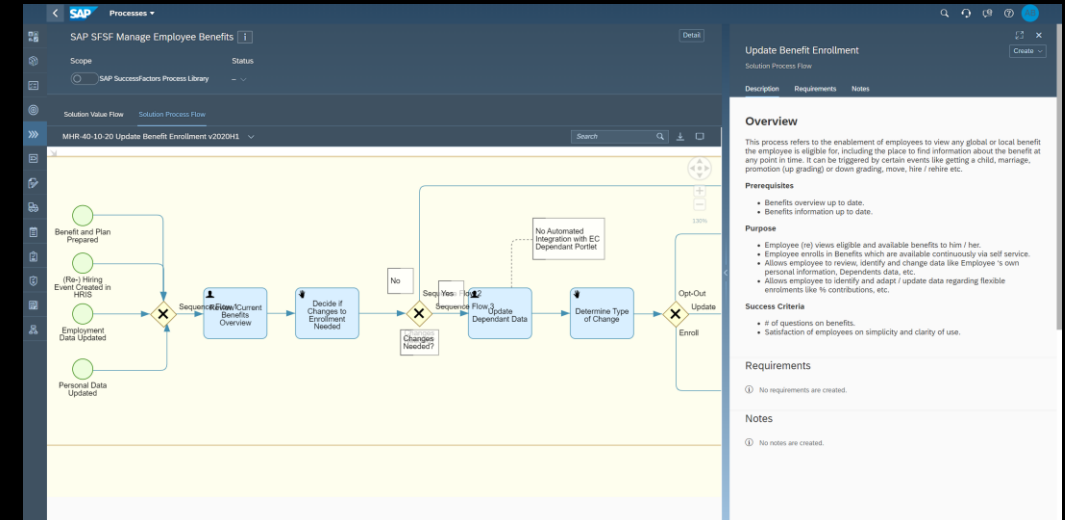 SAP Processes
SAP SFSF Manage Employee Benefits
Detail
Scope
Status
SAP SuccessFactors Process Library
Solution Value Flow Solution Process Flow
MHR-40-10-20 Update Benefit Enrollment v2020H1
Search
130%
Benefit and Plan
Prepared
(Re-) Hiring
Event Created in
HRIS
Employment
Data Updated
Personal Data
Updated
Sequence Flow 1
Review Current
Benefits
Overview
Decide if
Changes to
Enrollment
Needed
No
Yes
Sequence Flow 2
Sequence Flow 3
Changes
Needed?
No Automated
Integration with EC
Dependant Portlet
Update
Dependant Data
Determine Type
of Change
Opt-Out
Update
Enroll
Update Benefit Enrollment
Create
Solution Process Flow
Description Requirements Notes
Overview
This process refers to the enablement of employees to view any global or local benefit
the employee is eligible for, including the place to find information about the benefit at
any point in time. It can be triggered by certain events like getting a child, marriage,
promotion (up grading) or down grading, move, hire / rehire etc.
Prerequisites
• Benefits overview up to date.
• Benefits information up to date.
Purpose
• Employee (re) views eligible and available benefits to him / her.
• Employee enrolls in Benefits which are available continuously via self service.
• Allows employee to review, identify and change data like Employee 's own
personal information, Dependents data, etc.
• Allows employee to identify and adapt / update data regarding flexible
enrolments like % contributions, etc.
Success Criteria
• # of questions on benefits.
• Satisfaction of employees on simplicity and clarity of use.
Requirements
No requirements are created.
Notes
No notes are created.